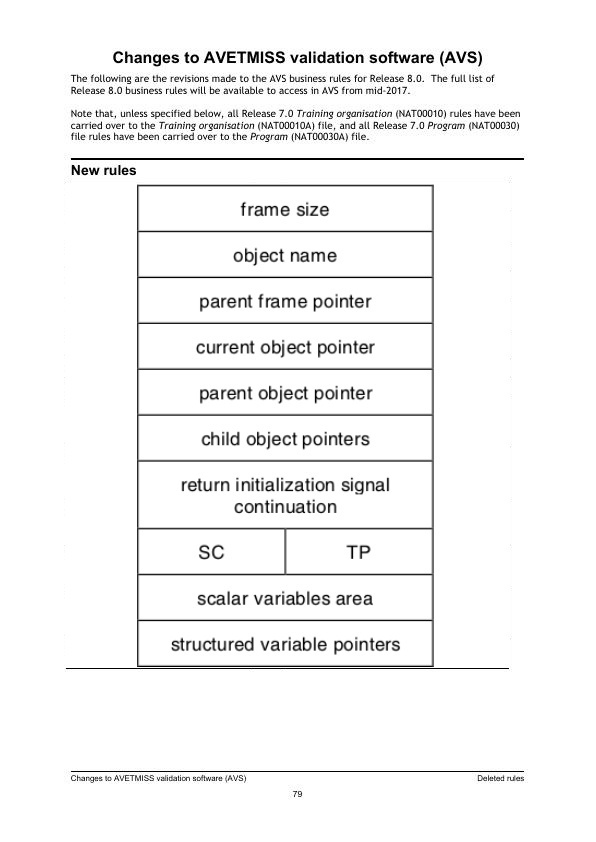 Changes to AVETMISS validation software (AVS)
The following are the revisions made to the AVS business rules for Release 8.0.  The full list of
Release 8.0 business rules will be available to access in AVS from mid-2017.
Note that, unless specified below, all Release 7.0 Training organisation (NAT00010) rules have been
carried over to the Training organisation (NAT00010A) file, and all Release 7.0 Program (NAT00030)
file rules have been carried over to the Program (NAT00030A) file.
New rules
frame size
object name
parent frame pointer
current object pointer
parent object pointer
child object pointers
return initialization signal
continuation
SC TP
scalar variables area
structured variable pointers
Changes to AVETMISS validation software (AVS) Deleted rules
79